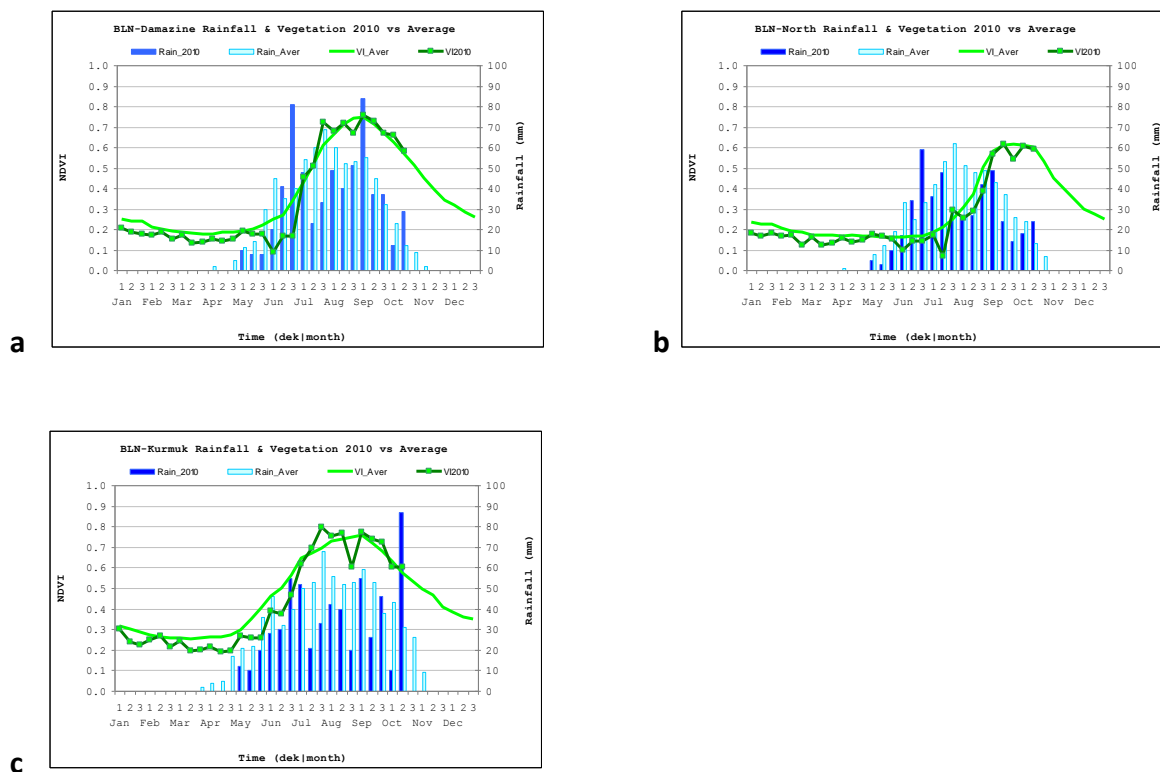 BLN-Damazine Rainfall & Vegetation 2010 vs Average
Rain_2010 Rain_Aver VI_Aver VI2010
1.0 100
0.9 90
0.8 80
0.7 70
0.6 60
0.5 50
0.4 40
0.3 30
0.2 20
0.1 10
0.0 0
NDVI
Rainfall (mm)
1 2 3 1 2 3 1 2 3 1 2 3 1 2 3 1 2 3 1 2 3 1 2 3 1 2 3 1 2 3 1 2 3 1 2 3
Jan Feb Mar Apr May Jun Jul Aug Sep Oct Nov Dec
Time (dek|month)
a
BLN-North Rainfall & Vegetation 2010 vs Average
Rain_2010 Rain_Aver VI_Aver VI2010
1.0 100
0.9 90
0.8 80
0.7 70
0.6 60
0.5 50
0.4 40
0.3 30
0.2 20
0.1 10
0.0 0
NDVI
Rainfall (mm)
1 2 3 1 2 3 1 2 3 1 2 3 1 2 3 1 2 3 1 2 3 1 2 3 1 2 3 1 2 3 1 2 3 1 2 3
Jan Feb Mar Apr May Jun Jul Aug Sep Oct Nov Dec
Time (dek|month)
b
BLN-Kurmuk Rainfall & Vegetation 2010 vs Average
Rain_2010 Rain_Aver VI_Aver VI2010
1.0 100
0.9 90
0.8 80
0.7 70
0.6 60
0.5 50
0.4 40
0.3 30
0.2 20
0.1 10
0.0 0
NDVI
Rainfall (mm)
1 2 3 1 2 3 1 2 3 1 2 3 1 2 3 1 2 3 1 2 3 1 2 3 1 2 3 1 2 3 1 2 3 1 2 3
Jan Feb Mar Apr May Jun Jul Aug Sep Oct Nov Dec
Time (dek|month)
c